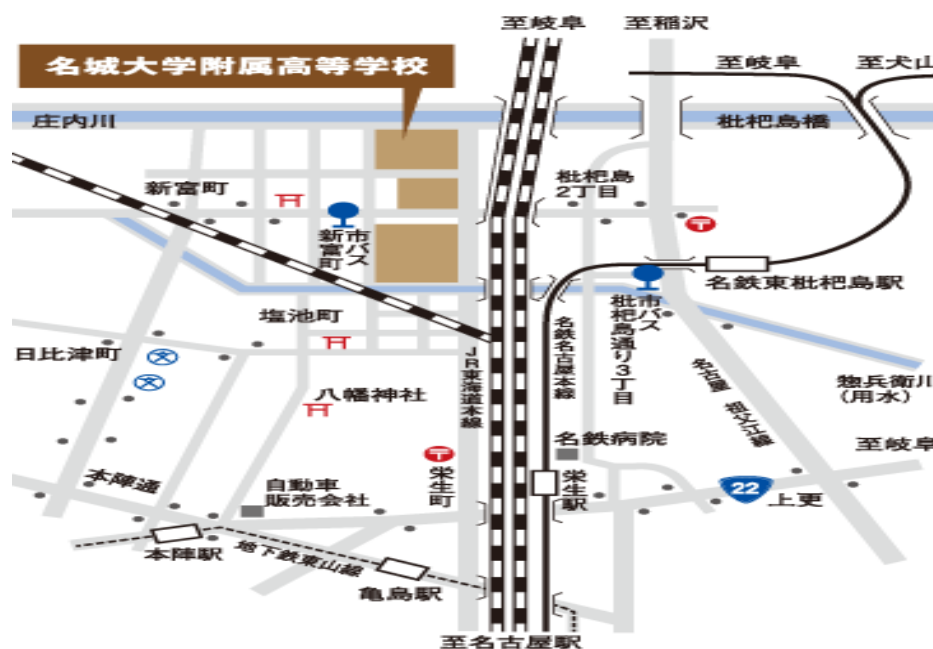 至岐阜
至稲沢
名城大学附属高等学校
至岐阜
至犬山
庄内川
枇杷島橋
新富町
枇杷島
2丁目
市バス
新富町
名鉄東枇杷島駅
塩池町
市バス
枇杷島通り3丁目
日比津町
JR東海道本線
名鉄名古屋本線
名古屋 祖父江線
惣兵衛川
(用水)
八幡神社
名鉄病院
至岐阜
栄生町
栄生駅
本陣通
自動車
販売会社
22
上更
本陣駅
地下鉄東山線
亀島駅
至名古屋駅